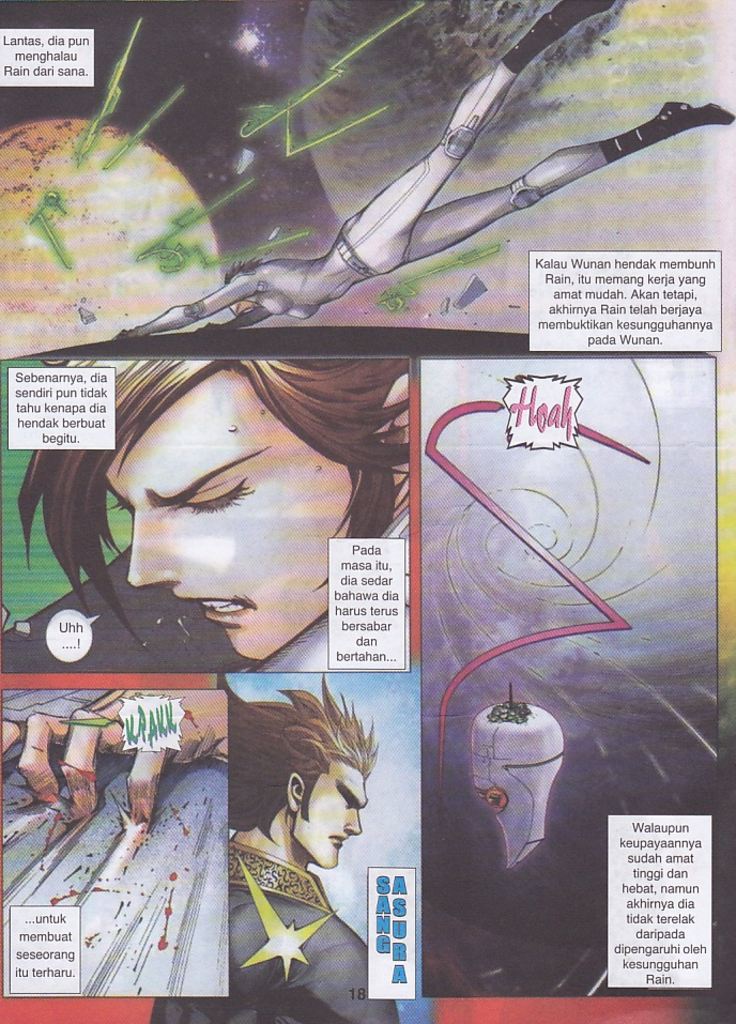 Lantas, dia pun
menghalau
Rain dari sana.
Kalau Wunan hendak membunh
Rain, itu memang kerja yang
amat mudah. Akan tetapi,
akhirnya Rain telah berjaya
membuktikan kesungguhannya
pada Wunan.
Sebenarnya, dia
sendiri pun tidak
tahu kenapa dia
hendak berbuat
begitu.
Uhh
....!
Pada
masa itu,
dia sedar
bahawa dia
harus terus
bersabar
dan
bertahan...
Hoah
KRAKK
...untuk
membuat
seseorang
itu terharu.
SANG
ASURA
Walaupun
keupayaannya
sudah amat
tinggi dan
hebat, namun
akhirnya dia
tidak terelak
daripada
dipengaruhi oleh
kesungguhan
Rain.
18